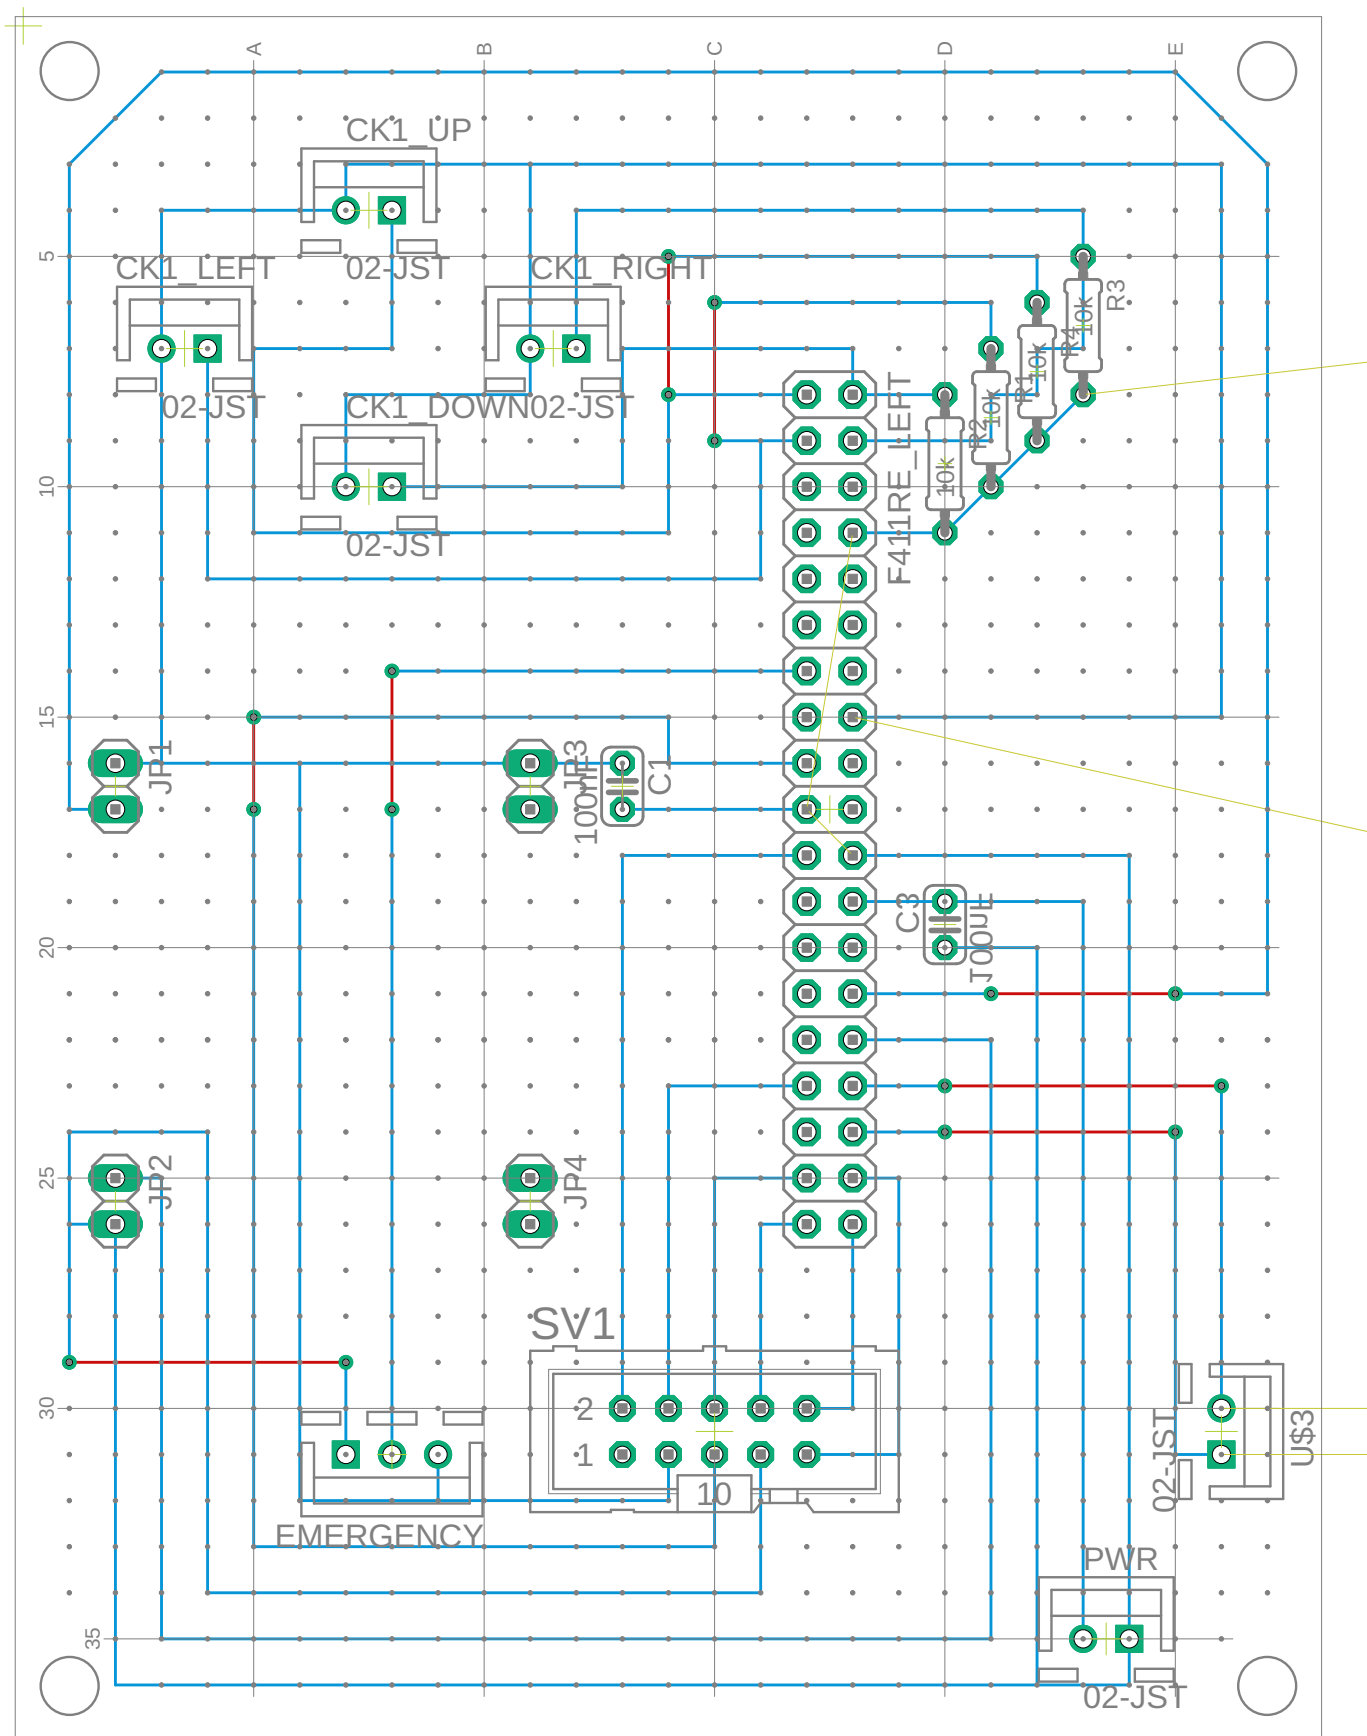 A
B
C
D
E
CK1_UP
02-JST
5
CK1_LEFT
02-JST
CK1_RIGHT
02-JST
R3
10k
R4
10k
R1
10k
R2
10k
F411RE_LEFT
CK1_DOWN
02-JST
10
15
JP1
JP3
100nF
C1
C3
100uF
20
25
JP2
JP4
SV1
30
2
1
10
EMERGENCY
02-JST
U$3
PWR
02-JST
35